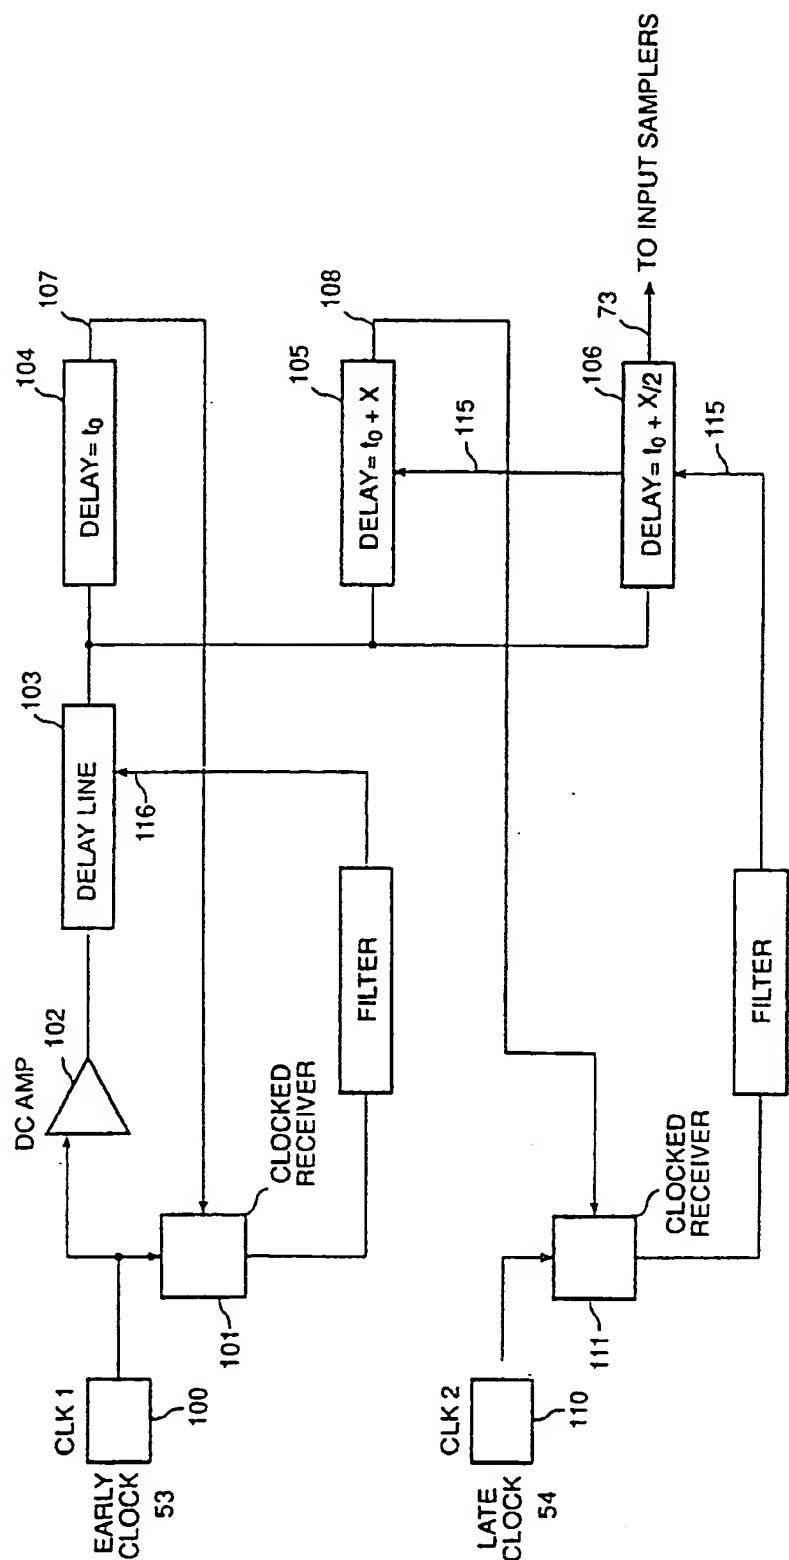 EARLY
CLOCK
53
CLK 1
100
101
CLOCKED
RECEIVER
DC AMP
102
DELAY LINE
103
116
FILTER
DELAY= t₀
104
107
LATE
CLOCK
54
CLK 2
110
111
CLOCKED
RECEIVER
FILTER
DELAY= t₀ + X
105
108
115
DELAY= t₀ + X/2
106
115
73
TO INPUT SAMPLERS